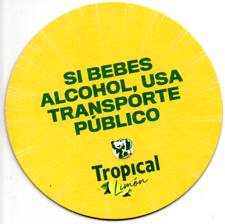 SI BEBES
ALCOHOL, USA
TRANSPORTE
PÚBLICO
Tropical
Limón